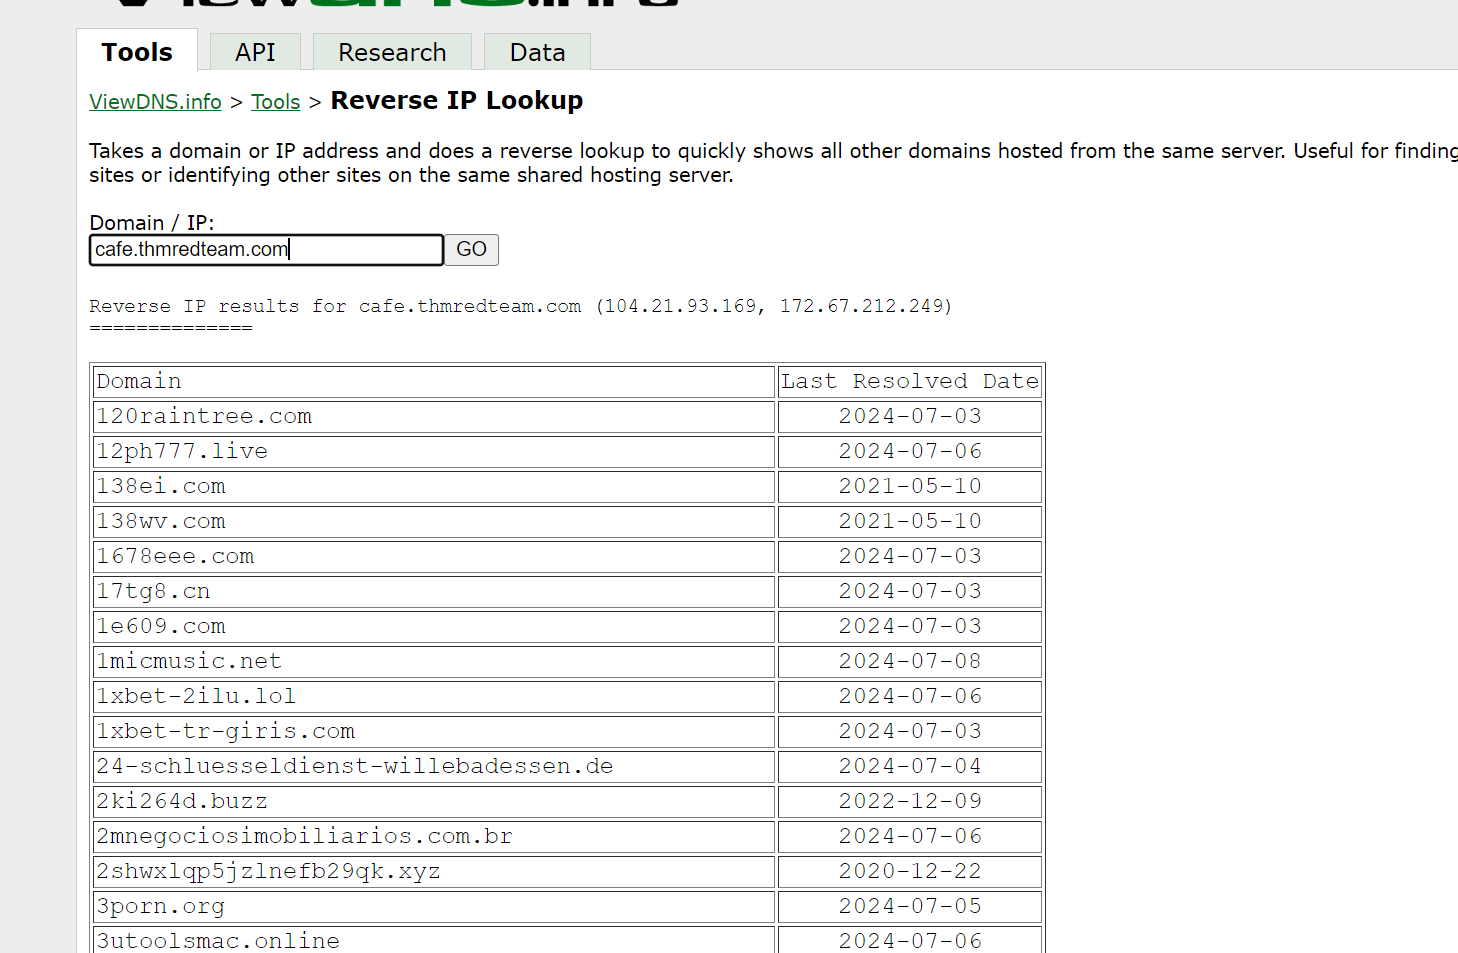 Tools API Research Data
ViewDNS.info > Tools > Reverse IP Lookup
Takes a domain or IP address and does a reverse lookup to quickly shows all other domains hosted from the same server. Useful for finding
sites or identifying other sites on the same shared hosting server.
Domain / IP:
cafe.thmredteam.com GO
Reverse IP results for cafe.thmredteam.com (104.21.93.169, 172.67.212.249)
==============
Domain Last Resolved Date
120raintree.com 2024-07-03
12ph777.live 2024-07-06
138ei.com 2021-05-10
138wv.com 2021-05-10
1678eee.com 2024-07-03
17tg8.cn 2024-07-03
1e609.com 2024-07-03
1micmusic.net 2024-07-08
1xbet-2ilu.lol 2024-07-06
1xbet-tr-giris.com 2024-07-03
24-schluesseldienst-willebadessen.de 2024-07-04
2ki264d.buzz 2022-12-09
2mnegociosimobiliarios.com.br 2024-07-06
2shwxlqp5jzlnefb29qk.xyz 2020-12-22
3porn.org 2024-07-05
3utoolsmac.online 2024-07-06